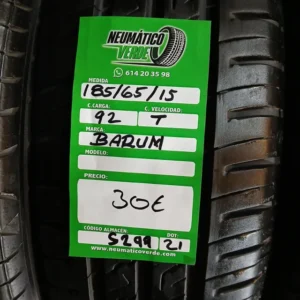 NEUMÁTICO
VERDE
614 20 35 98
MEDIDA
185/65/15
C.CARGA: C. VELOCIDAD:
92 T
MARCA:
BARUM
MODELO:
PRECIO:
30€
CÓDIGO ALMACEN: DOT:
5299 21
www.neumaticoverde.com